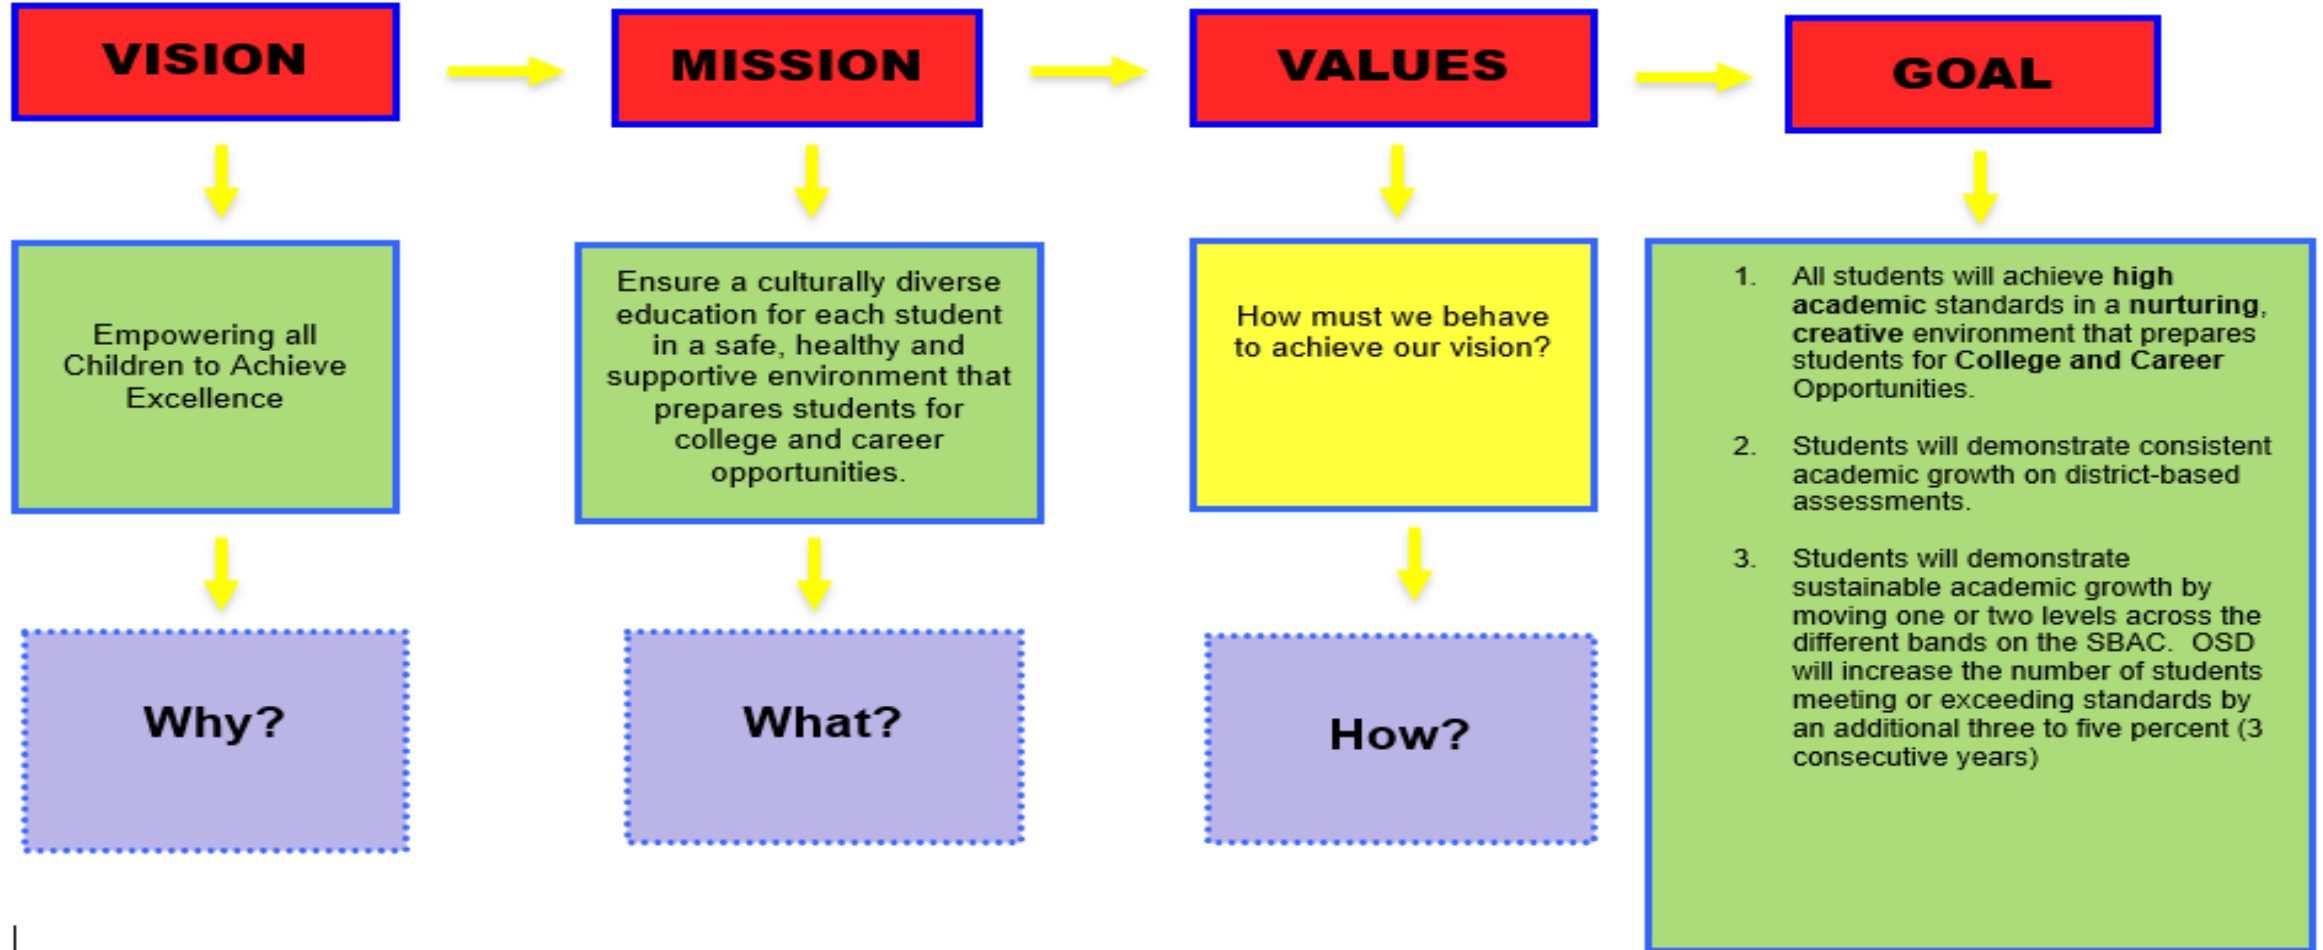 VISION
MISSION
VALUES
GOAL
Empowering all
Children to Achieve
Excellence
Ensure a culturally diverse
education for each student
in a safe, healthy and
supportive environment that
prepares students for
college and career
opportunities.
How must we behave
to achieve our vision?
1. All students will achieve high
academic standards in a nurturing,
creative environment that prepares
students for College and Career
Opportunities.
2. Students will demonstrate consistent
academic growth on district-based
assessments.
3. Students will demonstrate
sustainable academic growth by
moving one or two levels across the
different bands on the SBAC. OSD
will increase the number of students
meeting or exceeding standards by
an additional three to five percent (3
consecutive years)
Why?
What?
How?